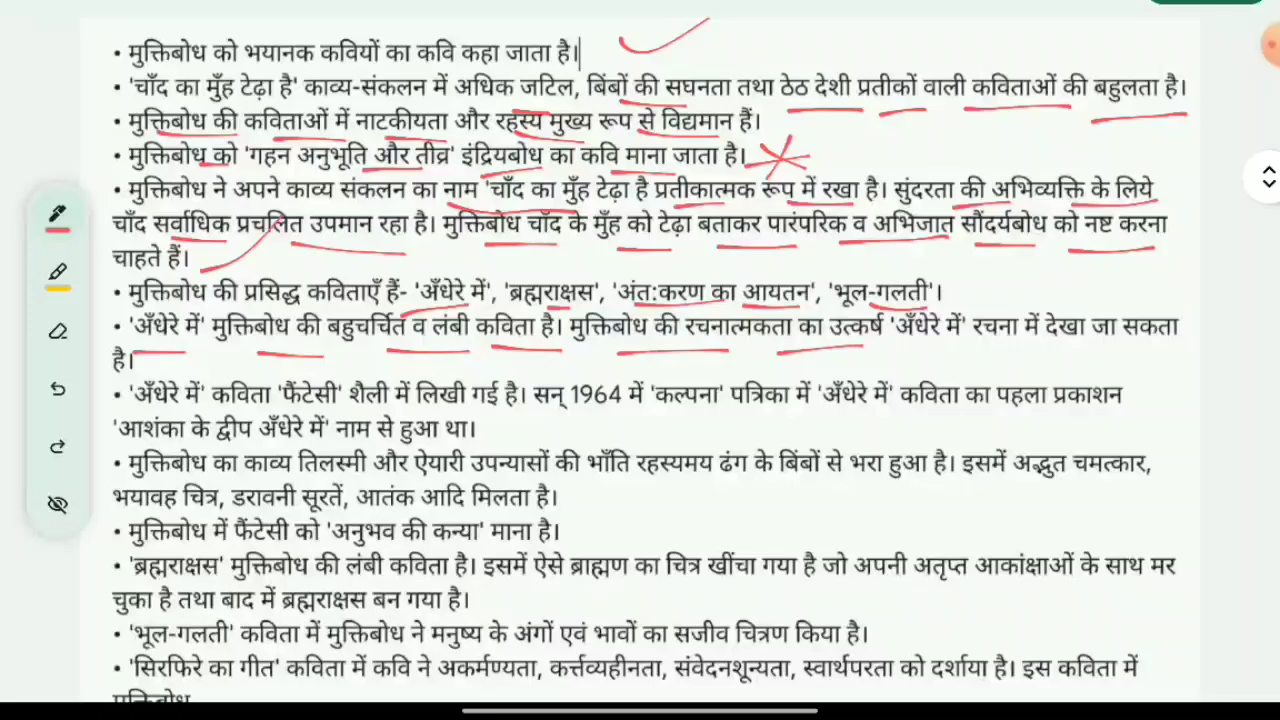 • मुक्तिबोध को भयानक कवियों का कवि कहा जाता है।
• 'चाँद का मुँह टेढ़ा है' काव्य-संकलन में अधिक जटिल, बिंबों की सघनता तथा ठेठ देशी प्रतीकों वाली कविताओं की बहुलता है।
• मुक्तिबोध की कविताओं में नाटकीयता और रहस्य मुख्य रूप से विद्यमान हैं।
• मुक्तिबोध को 'गहन अनुभूति और तीव्र' इंद्रियबोध का कवि माना जाता है।
• मुक्तिबोध ने अपने काव्य संकलन का नाम 'चाँद का मुँह टेढ़ा है प्रतीकात्मक रूप में रखा है। सुंदरता की अभिव्यक्ति के लिये
चाँद सर्वाधिक प्रचलित उपमान रहा है। मुक्तिबोध चाँद के मुँह को टेढ़ा बताकर पारंपरिक व अभिजात सौंदर्यबोध को नष्ट करना
चाहते हैं।
• मुक्तिबोध की प्रसिद्ध कविताएँ हैं- 'अँधेरे में', 'ब्रह्मराक्षस', 'अंतःकरण का आयतन', 'भूल-गलती'।
• 'अँधेरे में' मुक्तिबोध की बहुचर्चित व लंबी कविता है। मुक्तिबोध की रचनात्मकता का उत्कर्ष 'अँधेरे में' रचना में देखा जा सकता
है।
• 'अँधेरे में' कविता 'फैंटेसी' शैली में लिखी गई है। सन् 1964 में 'कल्पना' पत्रिका में 'अँधेरे में' कविता का पहला प्रकाशन
'आशंका के द्वीप अँधेरे में' नाम से हुआ था।
• मुक्तिबोध का काव्य तिलस्मी और ऐयारी उपन्यासों की भाँति रहस्यमय ढंग के बिंबों से भरा हुआ है। इसमें अद्भुत चमत्कार,
भयावह चित्र, डरावनी सूरतें, आतंक आदि मिलता है।
• मुक्तिबोध में फैंटेसी को 'अनुभव की कन्या' माना है।
• 'ब्रह्मराक्षस' मुक्तिबोध की लंबी कविता है। इसमें ऐसे ब्राह्मण का चित्र खींचा गया है जो अपनी अतृप्त आकांक्षाओं के साथ मर
चुका है तथा बाद में ब्रह्मराक्षस बन गया है।
• 'भूल-गलती' कविता में मुक्तिबोध ने मनुष्य के अंगों एवं भावों का सजीव चित्रण किया है।
• 'सिरफिरे का गीत' कविता में कवि ने अकर्मण्यता, कर्त्तव्यहीनता, संवेदनशून्यता, स्वार्थपरता को दर्शाया है। इस कविता में
मुक्तिबोध